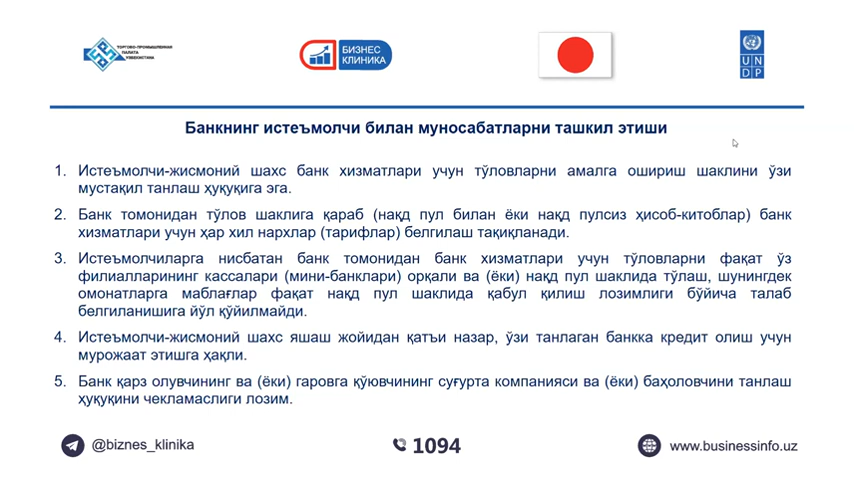 ТОРГОВО-ПРОМЫШЛЕННАЯ
ПАЛАТА
УЗБЕКИСТАНА
БИЗНЕС
КЛИНИКА
U N
D P
Банкнинг истеъмолчи билан муносабатларни ташкил этиши
1. Истеъмолчи-жисмоний шахс банк хизматлари учун тўловларни амалга ошириш шаклини ўзи
мустақил танлаш ҳуқуқига эга.
2. Банк томонидан тўлов шаклига қараб (нақд пул билан ёки нақд пулсиз ҳисоб-китоблар) банк
хизматлари учун ҳар хил нархлар (тарифлар) белгилаш тақиқланади.
3. Истеъмолчиларга нисбатан банк томонидан банк хизматлари учун тўловларни фақат ўз
филиалларининг кассалари (мини-банклари) орқали ва (ёки) нақд пул шаклида тўлаш, шунингдек
омонатларга маблағлар фақат нақд пул шаклида қабул қилиш лозимлиги бўйича талаб
белгиланишига йўл қўйилмайди.
4. Истеъмолчи-жисмоний шахс яшаш жойидан қатъи назар, ўзи танлаган банкка кредит олиш учун
мурожаат этишга ҳақли.
5. Банк қарз олувчининг ва (ёки) гаровга қўювчининг суғурта компанияси ва (ёки) баҳоловчини танлаш
ҳуқуқини чекламаслиги лозим.
@biznes_klinika
1094
www.businessinfo.uz